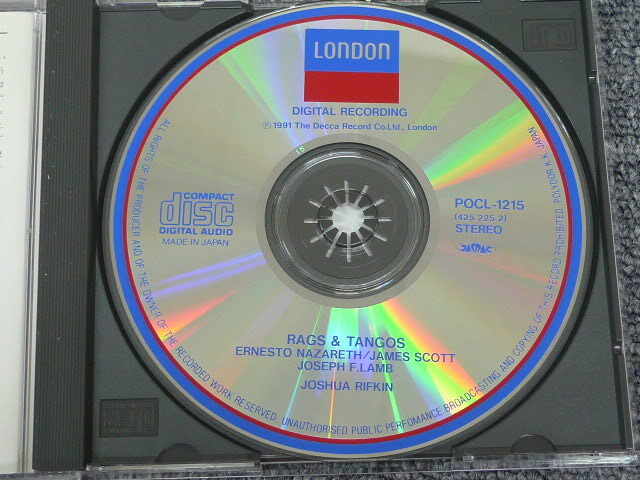 LONDON
DIGITAL RECORDING
℗ 1991 The Decca Record Co.Ltd., London
15
COMPACT
disc
DIGITAL AUDIO
MADE IN JAPAN
POCL-1215
(425 225 2)
STEREO
JASRAC
RAGS & TANGOS
ERNESTO NAZARETH/JAMES SCOTT
JOSEPH F.LAMB
JOSHUA RIFKIN
ALL RIGHTS OF THE PRODUCER AND OF THE OWNER OF THE RECORDED WORK RESERVED. UNAUTHORISED PUBLIC PERFOMANCE BROADCASTING AND COPYING OF THIS RECORD PROHIBITED. POLYDOR K.K. JAPAN